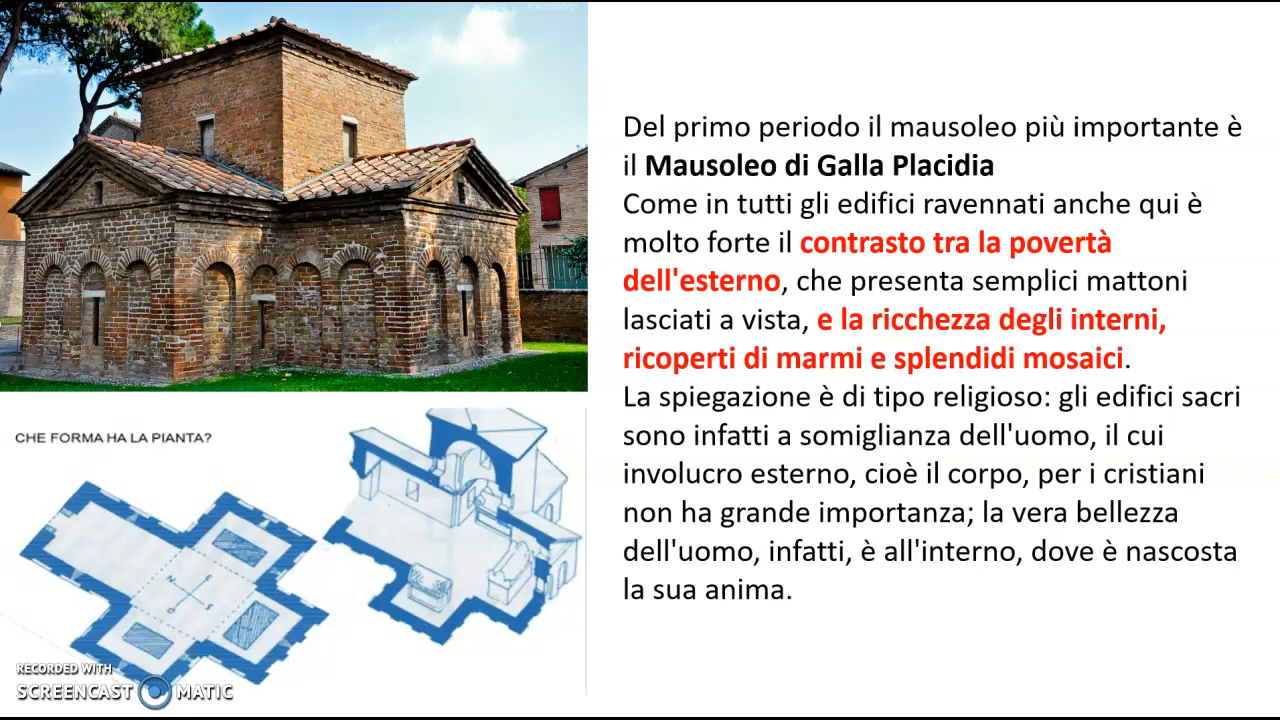 Del primo periodo il mausoleo più importante è
il Mausoleo di Galla Placidia
Come in tutti gli edifici ravennati anche qui è
molto forte il contrasto tra la povertà
dell'esterno, che presenta semplici mattoni
lasciati a vista, e la ricchezza degli interni,
ricoperti di marmi e splendidi mosaici.
La spiegazione è di tipo religioso: gli edifici sacri
sono infatti a somiglianza dell'uomo, il cui
involucro esterno, cioè il corpo, per i cristiani
non ha grande importanza; la vera bellezza
dell'uomo, infatti, è all'interno, dove è nascosta
la sua anima.
CHE FORMA HA LA PIANTA?
RECORDED WITH
SCREENCAST MATIC